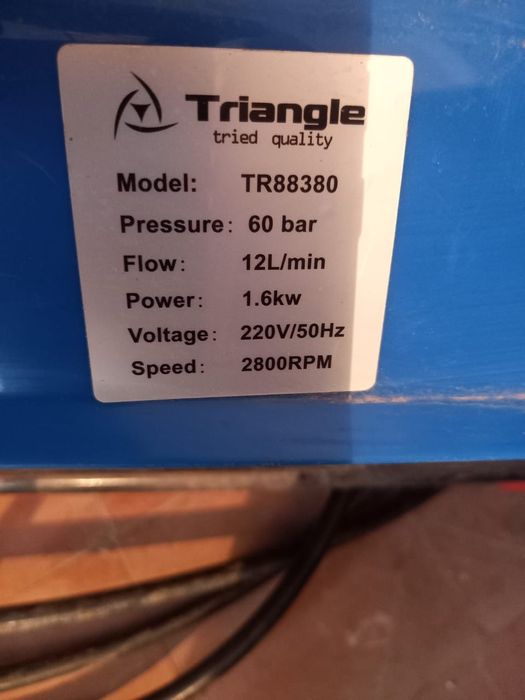 Triangle
tried quality
Model: TR88380
Pressure: 60 bar
Flow: 12L/min
Power: 1.6kw
Voltage: 220V/50Hz
Speed: 2800RPM